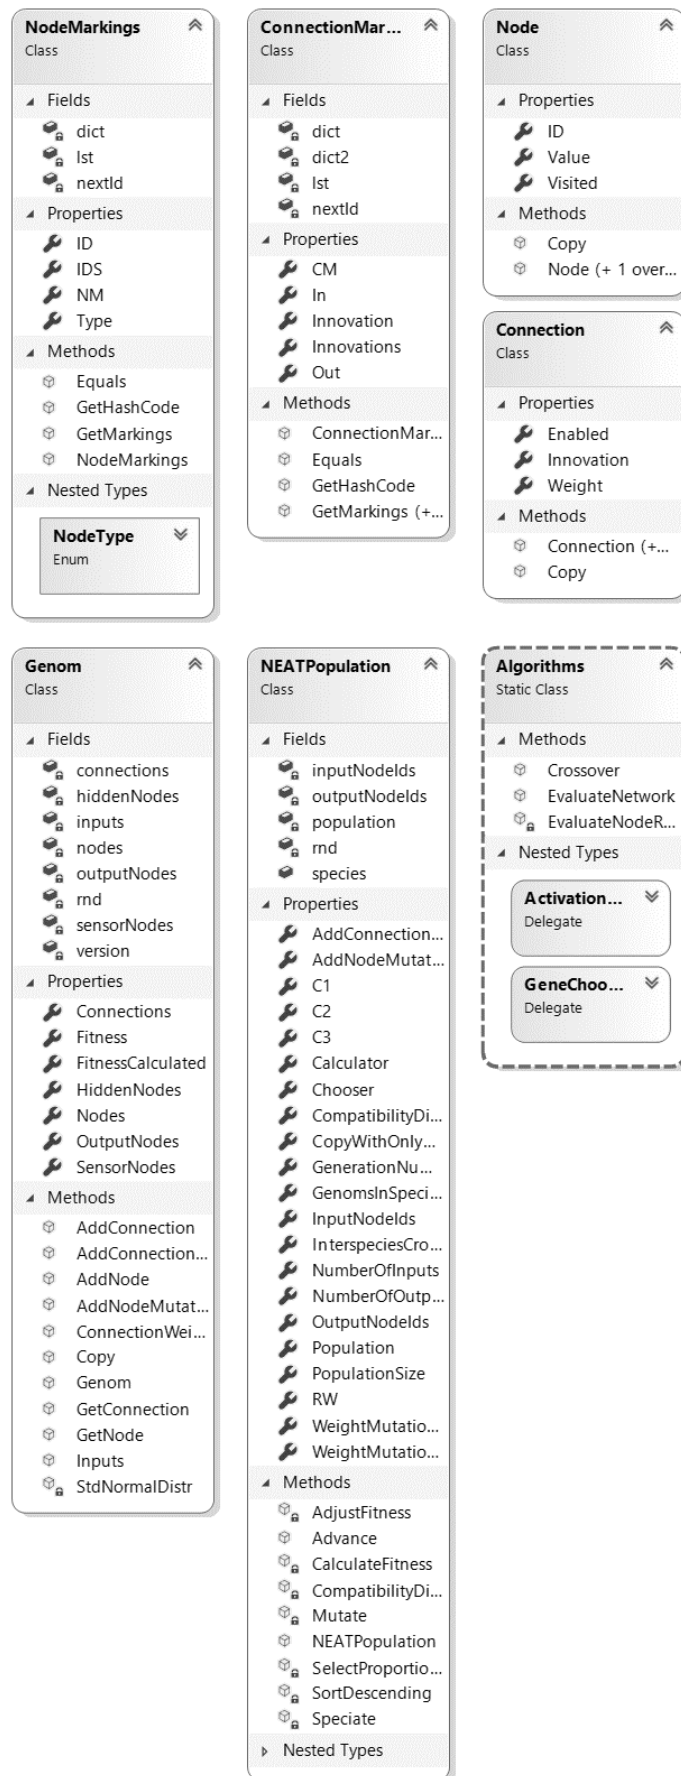 NodeMarkings
Class
Fields
dict
lst
nextId
Properties
ID
IDS
NM
Type
Methods
Equals
GetHashCode
GetMarkings
NodeMarkings
Nested Types
NodeType
Enum
ConnectionMar...
Class
Fields
dict
dict2
lst
nextId
Properties
CM
In
Innovation
Innovations
Out
Methods
ConnectionMar...
Equals
GetHashCode
GetMarkings (+...
Node
Class
Properties
ID
Value
Visited
Methods
Copy
Node (+ 1 over...
Connection
Class
Properties
Enabled
Innovation
Weight
Methods
Connection (+...
Copy
Genom
Class
Fields
connections
hiddenNodes
inputs
nodes
outputNodes
rnd
sensorNodes
version
Properties
Connections
Fitness
FitnessCalculated
HiddenNodes
Nodes
OutputNodes
SensorNodes
Methods
AddConnection
AddConnection...
AddNode
AddNodeMutat...
ConnectionWei...
Copy
Genom
GetConnection
GetNode
Inputs
StdNormalDistr
NEATPopulation
Class
Fields
inputNodeIds
outputNodeIds
population
rnd
species
Properties
AddConnection...
AddNodeMutat...
C1
C2
C3
Calculator
Chooser
CompatibilityDi...
CopyWithOnly...
GenerationNu...
GenomsInSpeci...
InputNodeIds
InterspeciesCro...
NumberOfInputs
NumberOfOutp...
OutputNodeIds
Population
PopulationSize
RW
WeightMutatio...
WeightMutatio...
Methods
AdjustFitness
Advance
CalculateFitness
CompatibilityDi...
Mutate
NEATPopulation
SelectProportio...
SortDescending
Speciate
Nested Types
Algorithms
Static Class
Methods
Crossover
EvaluateNetwork
EvaluateNodeR...
Nested Types
Activation...
Delegate
GeneChoo...
Delegate